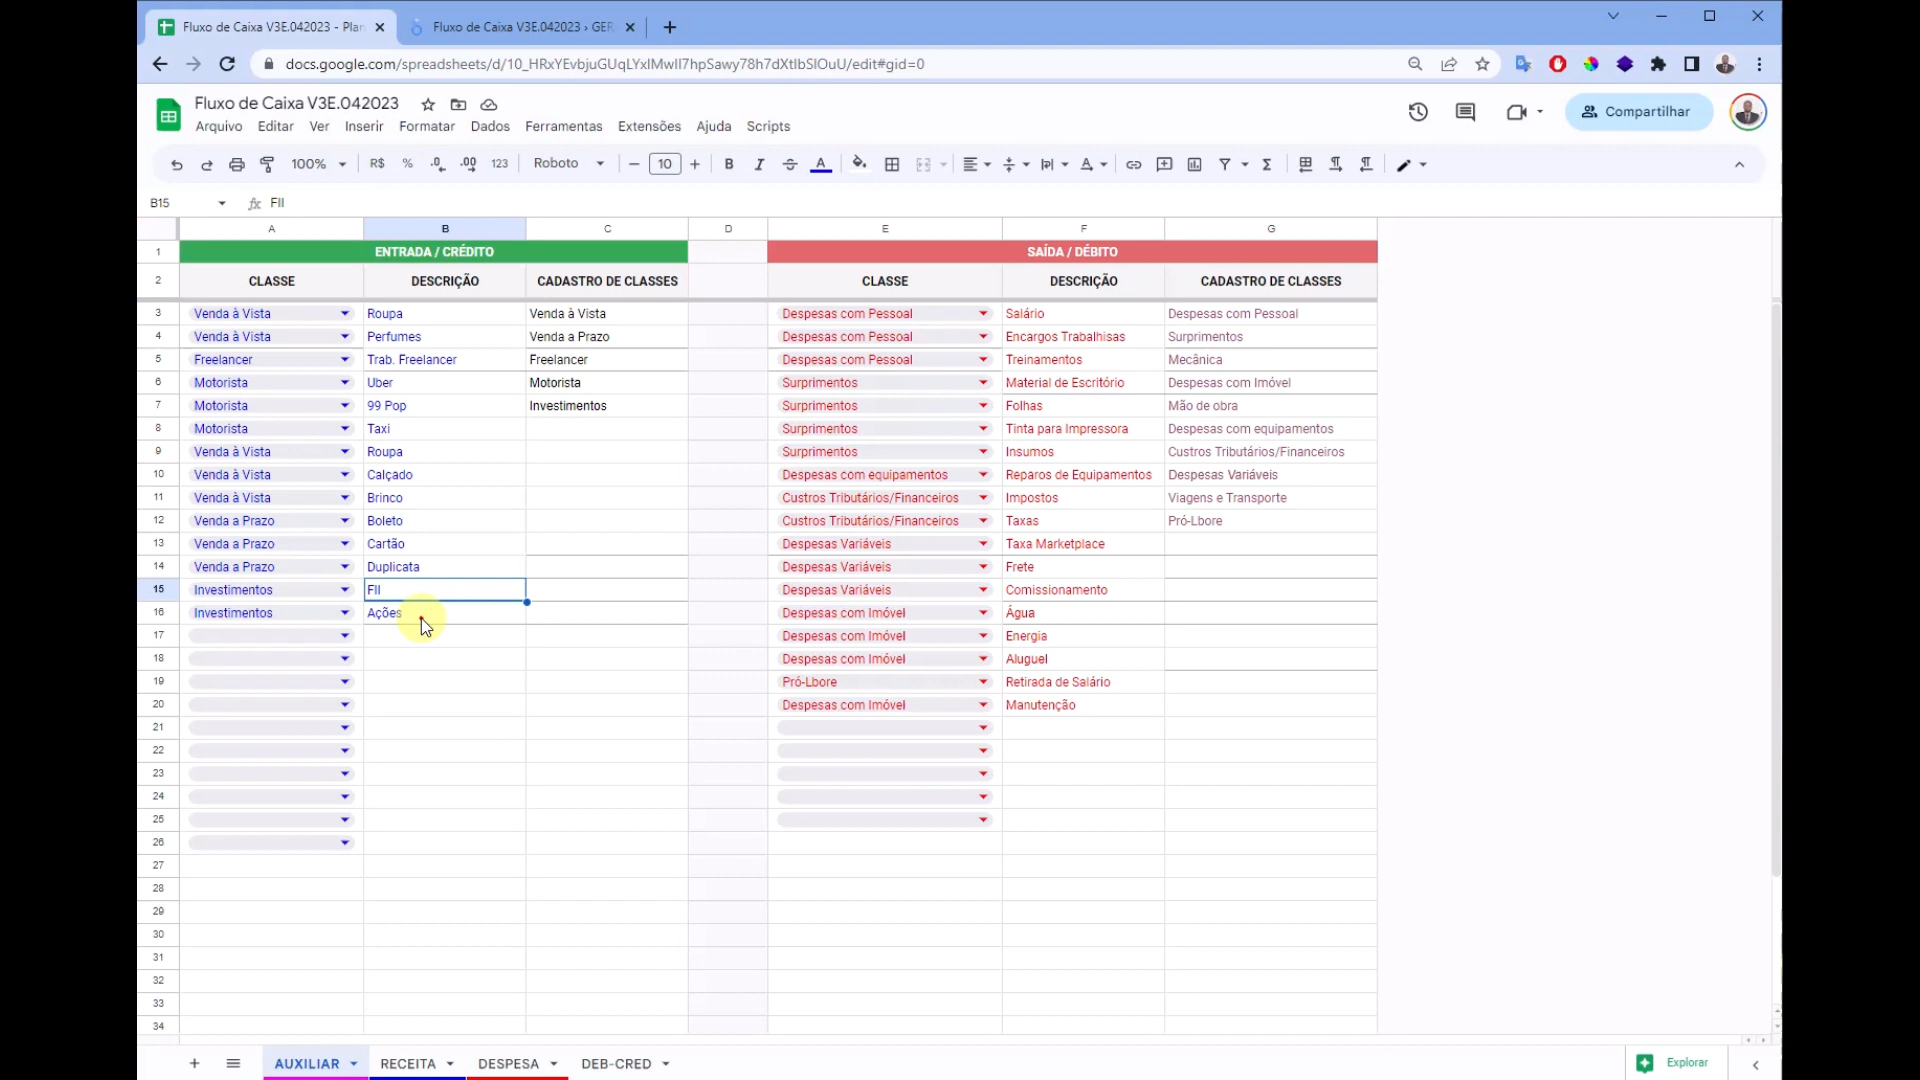 Fluxo de Caixa V3E.042023 - Plan
Fluxo de Caixa V3E.042023 › GER
docs.google.com/spreadsheets/d/10_HRxYEvbjuGUqLYxIMwII7hpSawy78h7dXtIbSIOuU/edit#gid=0
Fluxo de Caixa V3E.042023
Arquivo Editar Ver Inserir Formatar Dados Ferramentas Extensões Ajuda Scripts
Compartilhar
100% R$ % .0 .00 123 Roboto 10 B I A
B15 fx FII
A B C D E F G
1 ENTRADA / CRÉDITO SAÍDA / DÉBITO
2 CLASSE DESCRIÇÃO CADASTRO DE CLASSES CLASSE DESCRIÇÃO CADASTRO DE CLASSES
3 Venda à Vista Roupa Venda à Vista Despesas com Pessoal Salário Despesas com Pessoal
4 Venda à Vista Perfumes Venda a Prazo Despesas com Pessoal Encargos Trabalhisas Surprimentos
5 Freelancer Trab. Freelancer Freelancer Despesas com Pessoal Treinamentos Mecânica
6 Motorista Uber Motorista Surprimentos Material de Escritório Despesas com Imóvel
7 Motorista 99 Pop Investimentos Surprimentos Folhas Mão de obra
8 Motorista Taxi Surprimentos Tinta para Impressora Despesas com equipamentos
9 Venda à Vista Roupa Surprimentos Insumos Custros Tributários/Financeiros
10 Venda à Vista Calçado Despesas com equipamentos Reparos de Equipamentos Despesas Variáveis
11 Venda à Vista Brinco Custros Tributários/Financeiros Impostos Viagens e Transporte
12 Venda a Prazo Boleto Custros Tributários/Financeiros Taxas Pró-Lbore
13 Venda a Prazo Cartão Despesas Variáveis Taxa Marketplace
14 Venda a Prazo Duplicata Despesas Variáveis Frete
15 Investimentos FII Despesas Variáveis Comissionamento
16 Investimentos Ações Despesas com Imóvel Água
17 Despesas com Imóvel Energia
18 Despesas com Imóvel Aluguel
19 Pró-Lbore Retirada de Salário
20 Despesas com Imóvel Manutenção
21
22
23
24
25
26
27
28
29
30
31
32
33
34
AUXILIAR RECEITA DESPESA DEB-CRED Explorar